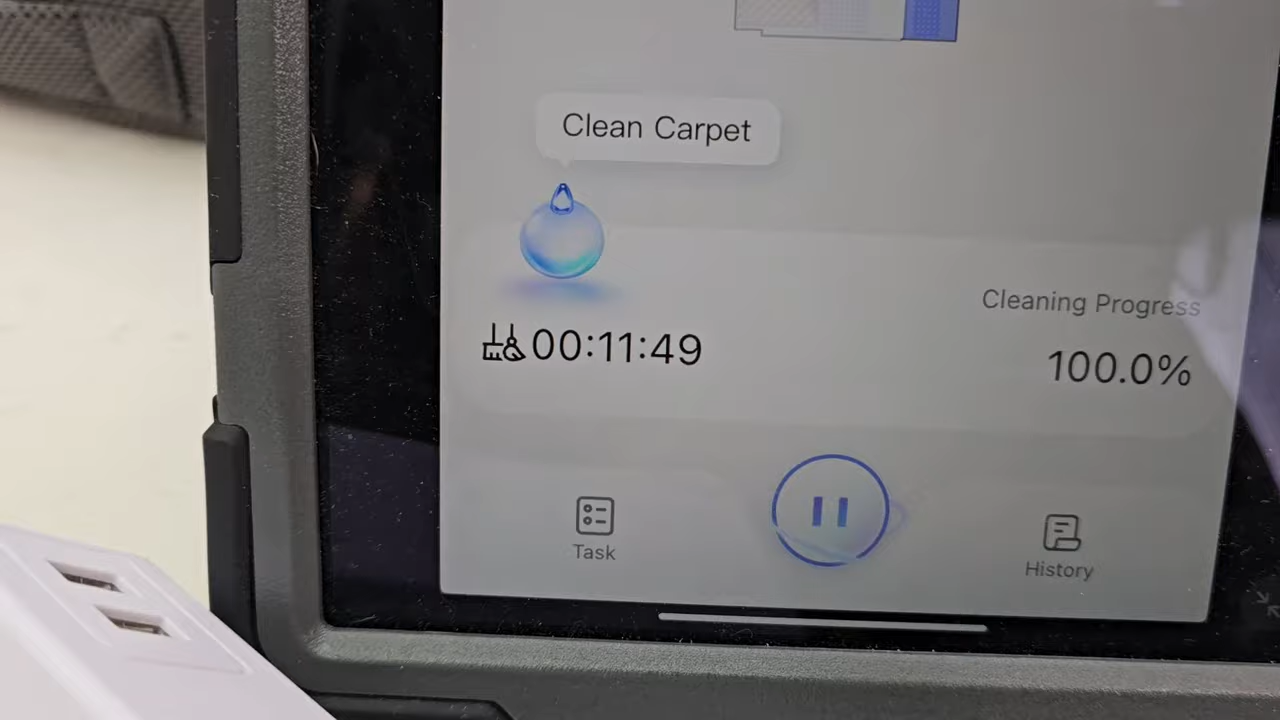 Clean Carpet
Cleaning Progress
00:11:49
100.0%
Task
History